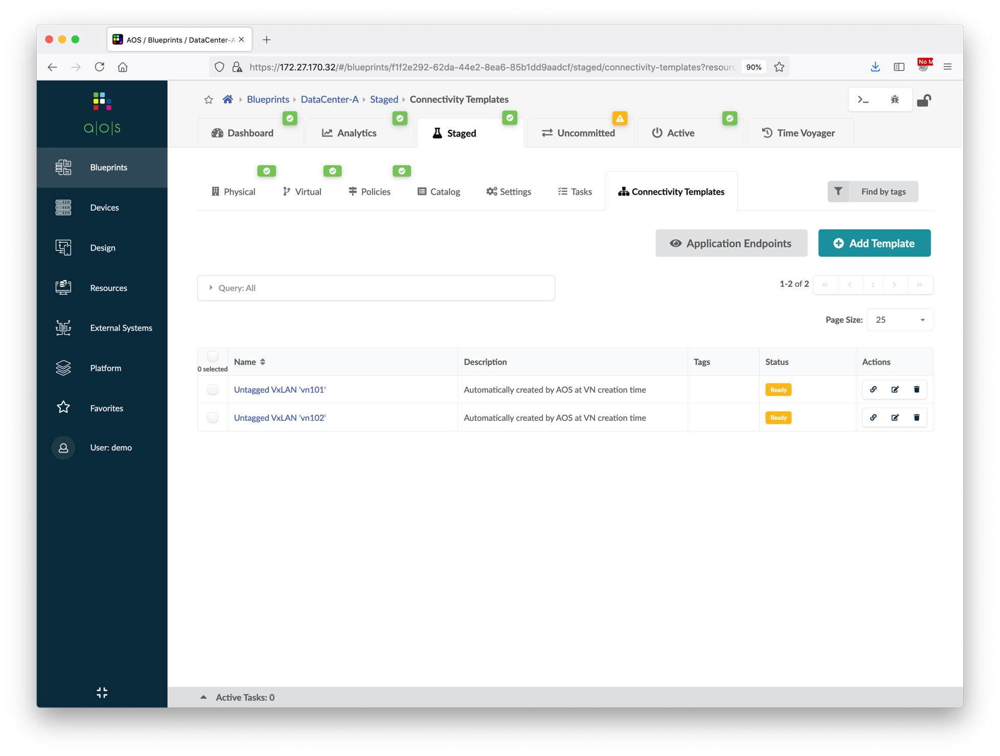 AOS / Blueprints / DataCenter-A
https://172.27.170.32/#/blueprints/f1f2e292-62da-44e2-8ea6-85b1dd9aadcf/staged/connectivity-templates?resour
90%
No M
a|o|s
Blueprints
Devices
Design
Resources
External Systems
Platform
Favorites
User: demo
Blueprints DataCenter-A Staged Connectivity Templates
Dashboard Analytics Staged Uncommitted Active Time Voyager
Physical Virtual Policies Catalog Settings Tasks Connectivity Templates Find by tags
Application Endpoints Add Template
Query: All
1-2 of 2 « ‹ 1 › »
Page Size: 25
0 selected Name Description Tags Status Actions
Untagged VxLAN 'vn101' Automatically created by AOS at VN creation time Ready
Untagged VxLAN 'vn102' Automatically created by AOS at VN creation time Ready
Active Tasks: 0